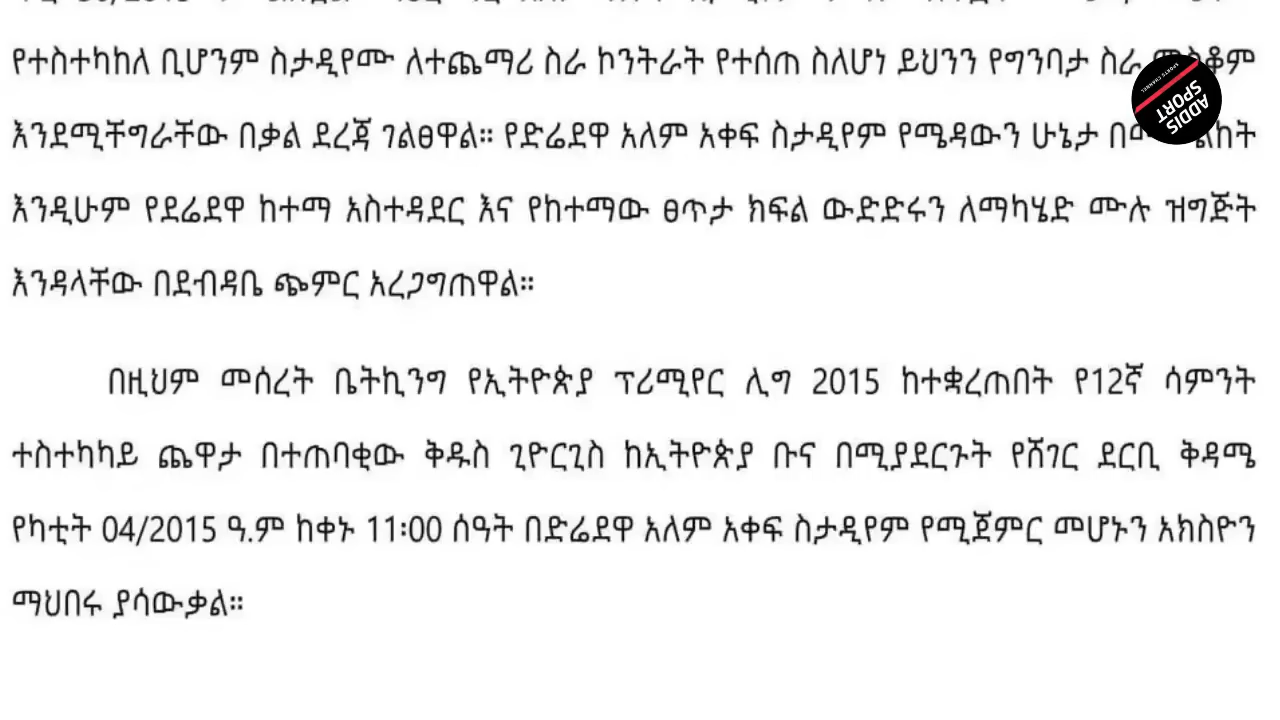 የተስተካከለ ቢሆንም ስታዲየሙ ለተጨማሪ ስራ ኮንትራት የተሰጠ ስለሆነ ይህንን የግንባታ ስራ
እንደሚቸግራቸው በቃል ደረጃ ገልፀዋል። የድሬደዋ አለም አቀፍ ስታዲየም የሜዳውን ሁኔታ
እንዲሁም የደሬደዋ ከተማ አስተዳደር እና የከተማው ፀጥታ ክፍል ውድድሩን ለማካሄድ ሙሉ ዝግጅት
እንዳላቸው በደብዳቤ ጭምር አረጋግጠዋል።
በዚህም መሰረት ቤትኪንግ የኢትዮጵያ ፕሪሚየር ሊግ 2015 ከተቋረጠበት የ12ኛ ሳምንት
ተስተካካይ ጨዋታ በተጠባቂው ቅዱስ ጊዮርጊስ ከኢትዮጵያ ቡና በሚያደርጉት የሸገር ደርቢ ቅዳሜ
የካቲት 04/2015 ዓ.ም ከቀኑ 11፡00 ሰዓት በድሬደዋ አለም አቀፍ ስታዲየም የሚጀምር መሆኑን አክስዮን
ማህበሩ ያሳውቃል።
ADDIS
SPORT
SPORTS CHANNEL